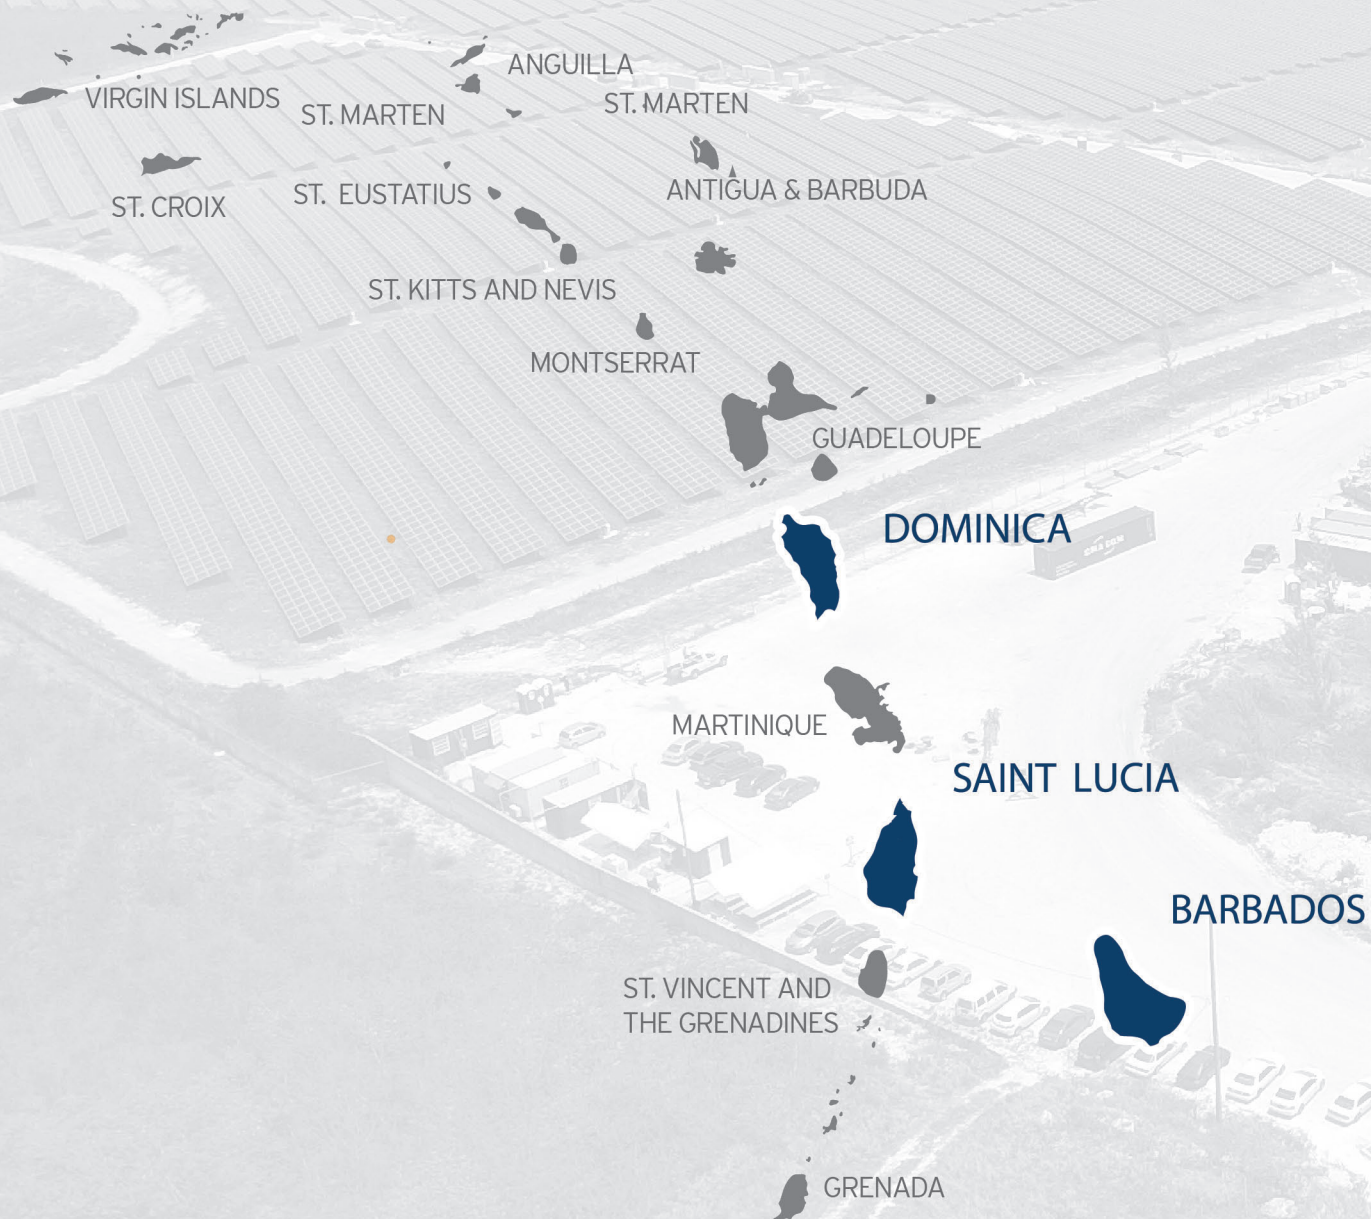 ANGUILLA
VIRGIN ISLANDS
ST. MARTEN
ST. MARTEN
ST. CROIX
ST. EUSTATIUS
ANTIGUA & BARBUDA
ST. KITTS AND NEVIS
MONTSERRAT
GUADELOUPE
DOMINICA
MARTINIQUE
SAINT LUCIA
BARBADOS
ST. VINCENT AND
THE GRENADINES
GRENADA